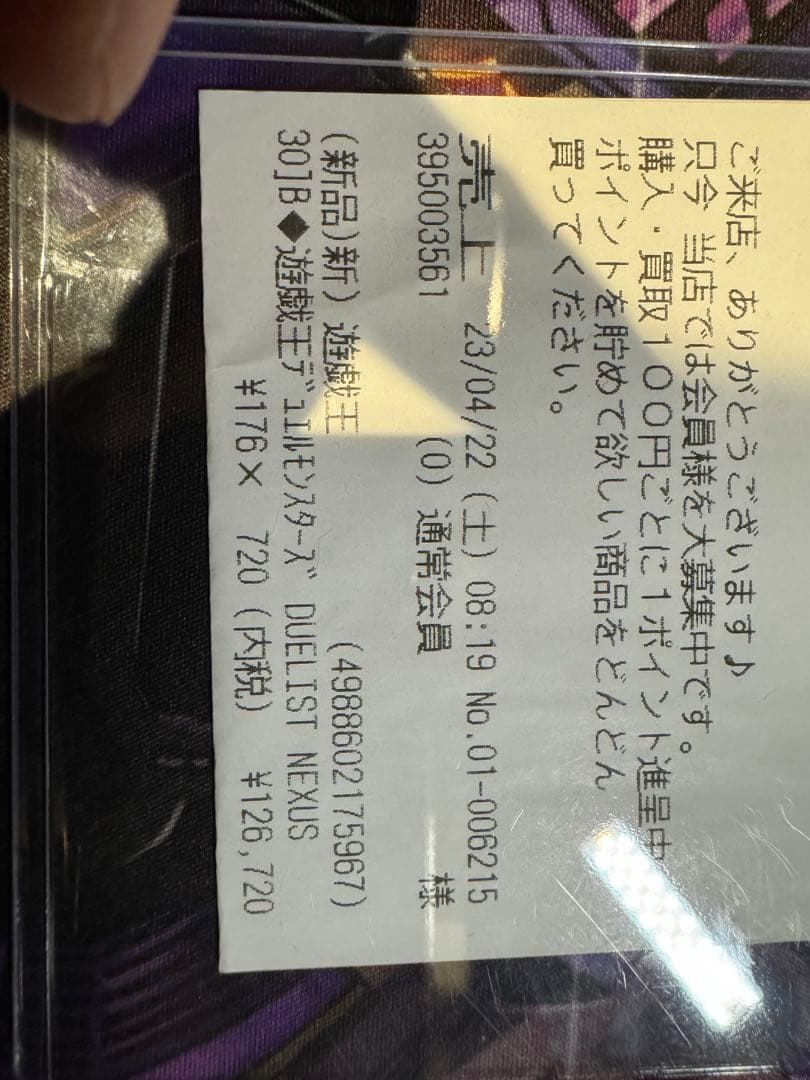 ご来店、ありがとうございます♪
只今 当店では会員様を大募集中です。
購入・買取１００円ごとに１ポイント進呈中
ポイントを貯めて欲しい商品をどんどん
買ってください。
売上 23/04/22 (土) 08:19 No.01-006215
395003561 (0) 通常会員 様
(新品)新) 遊戯王 (4988602175967)
30]B◆遊戯王ﾃﾞｭｴﾙﾓﾝｽﾀｰｽﾞ DUELIST NEXUS
¥176× 720 (内税) ¥126,720